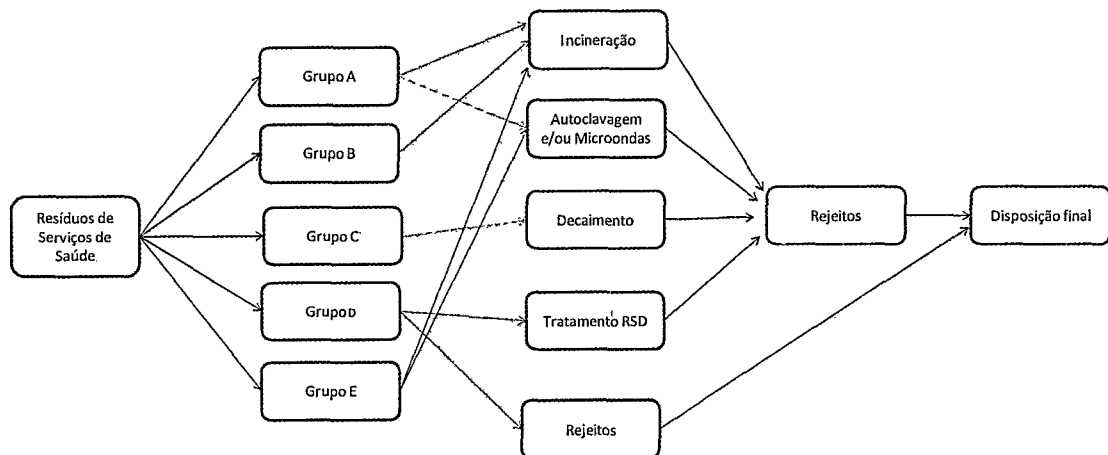 Resíduos de
Serviços de
Saúde
Grupo A
Grupo B
Grupo C
Grupo D
Grupo E
Incineração
Autoclavagem
e/ou Microondas
Decaimento
Tratamento RSD
Rejeitos
Rejeitos
Disposição final